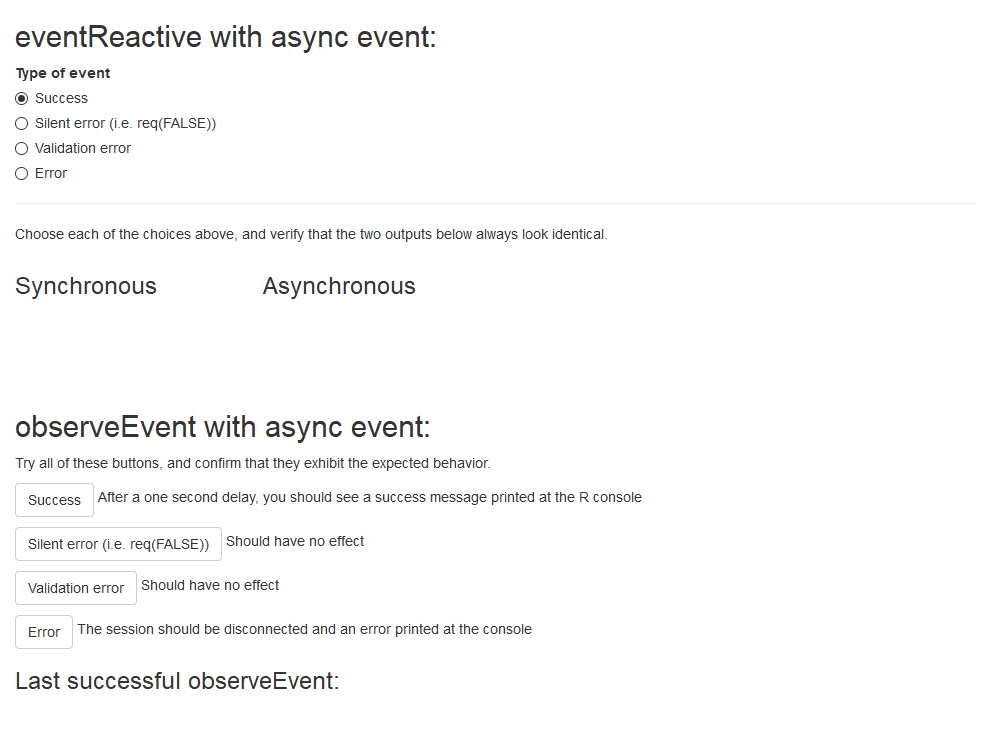 eventReactive with async event:
Type of event
Success
Silent error (i.e. req(FALSE))
Validation error
Error
Choose each of the choices above, and verify that the two outputs below always look identical.
Synchronous Asynchronous
observeEvent with async event:
Try all of these buttons, and confirm that they exhibit the expected behavior.
Success After a one second delay, you should see a success message printed at the R console
Silent error (i.e. req(FALSE)) Should have no effect
Validation error Should have no effect
Error The session should be disconnected and an error printed at the console
Last successful observeEvent: